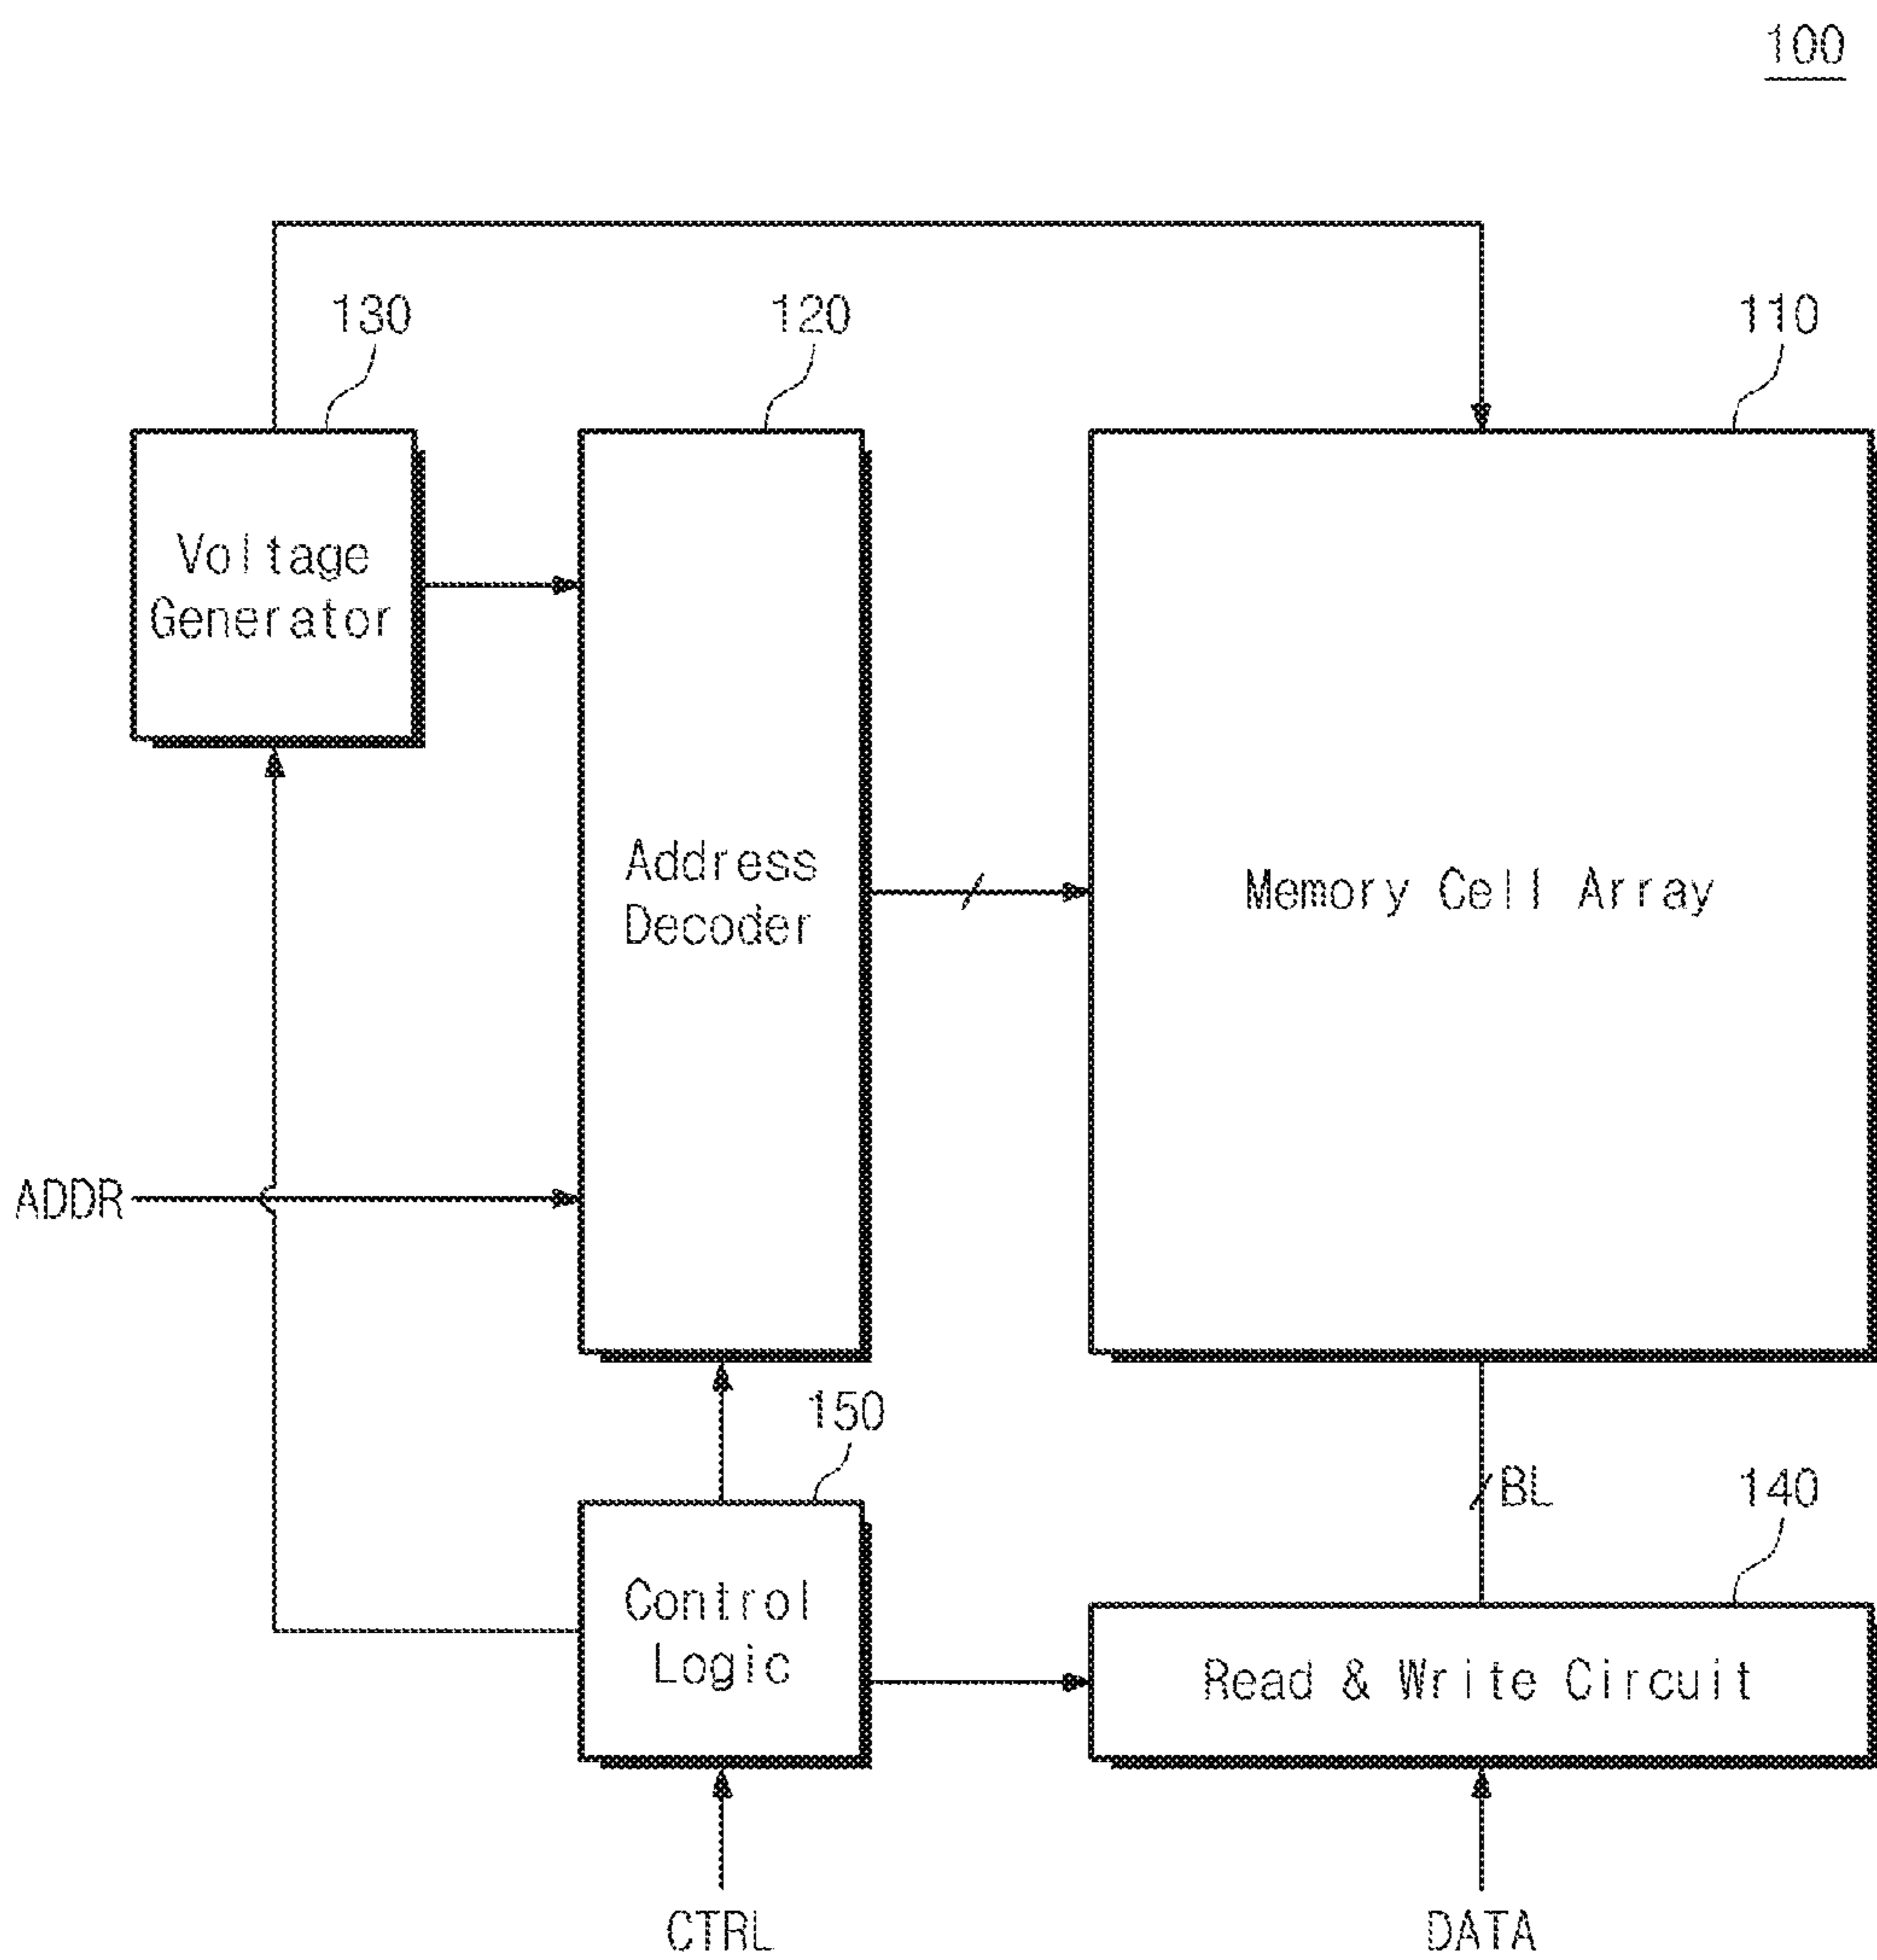 100
130
120
110
Voltage
Generator
Address
Decoder
Memory Cell Array
ADDR
150
BL
140
Control
Logic
Read & Write Circuit
CTRL
DATA